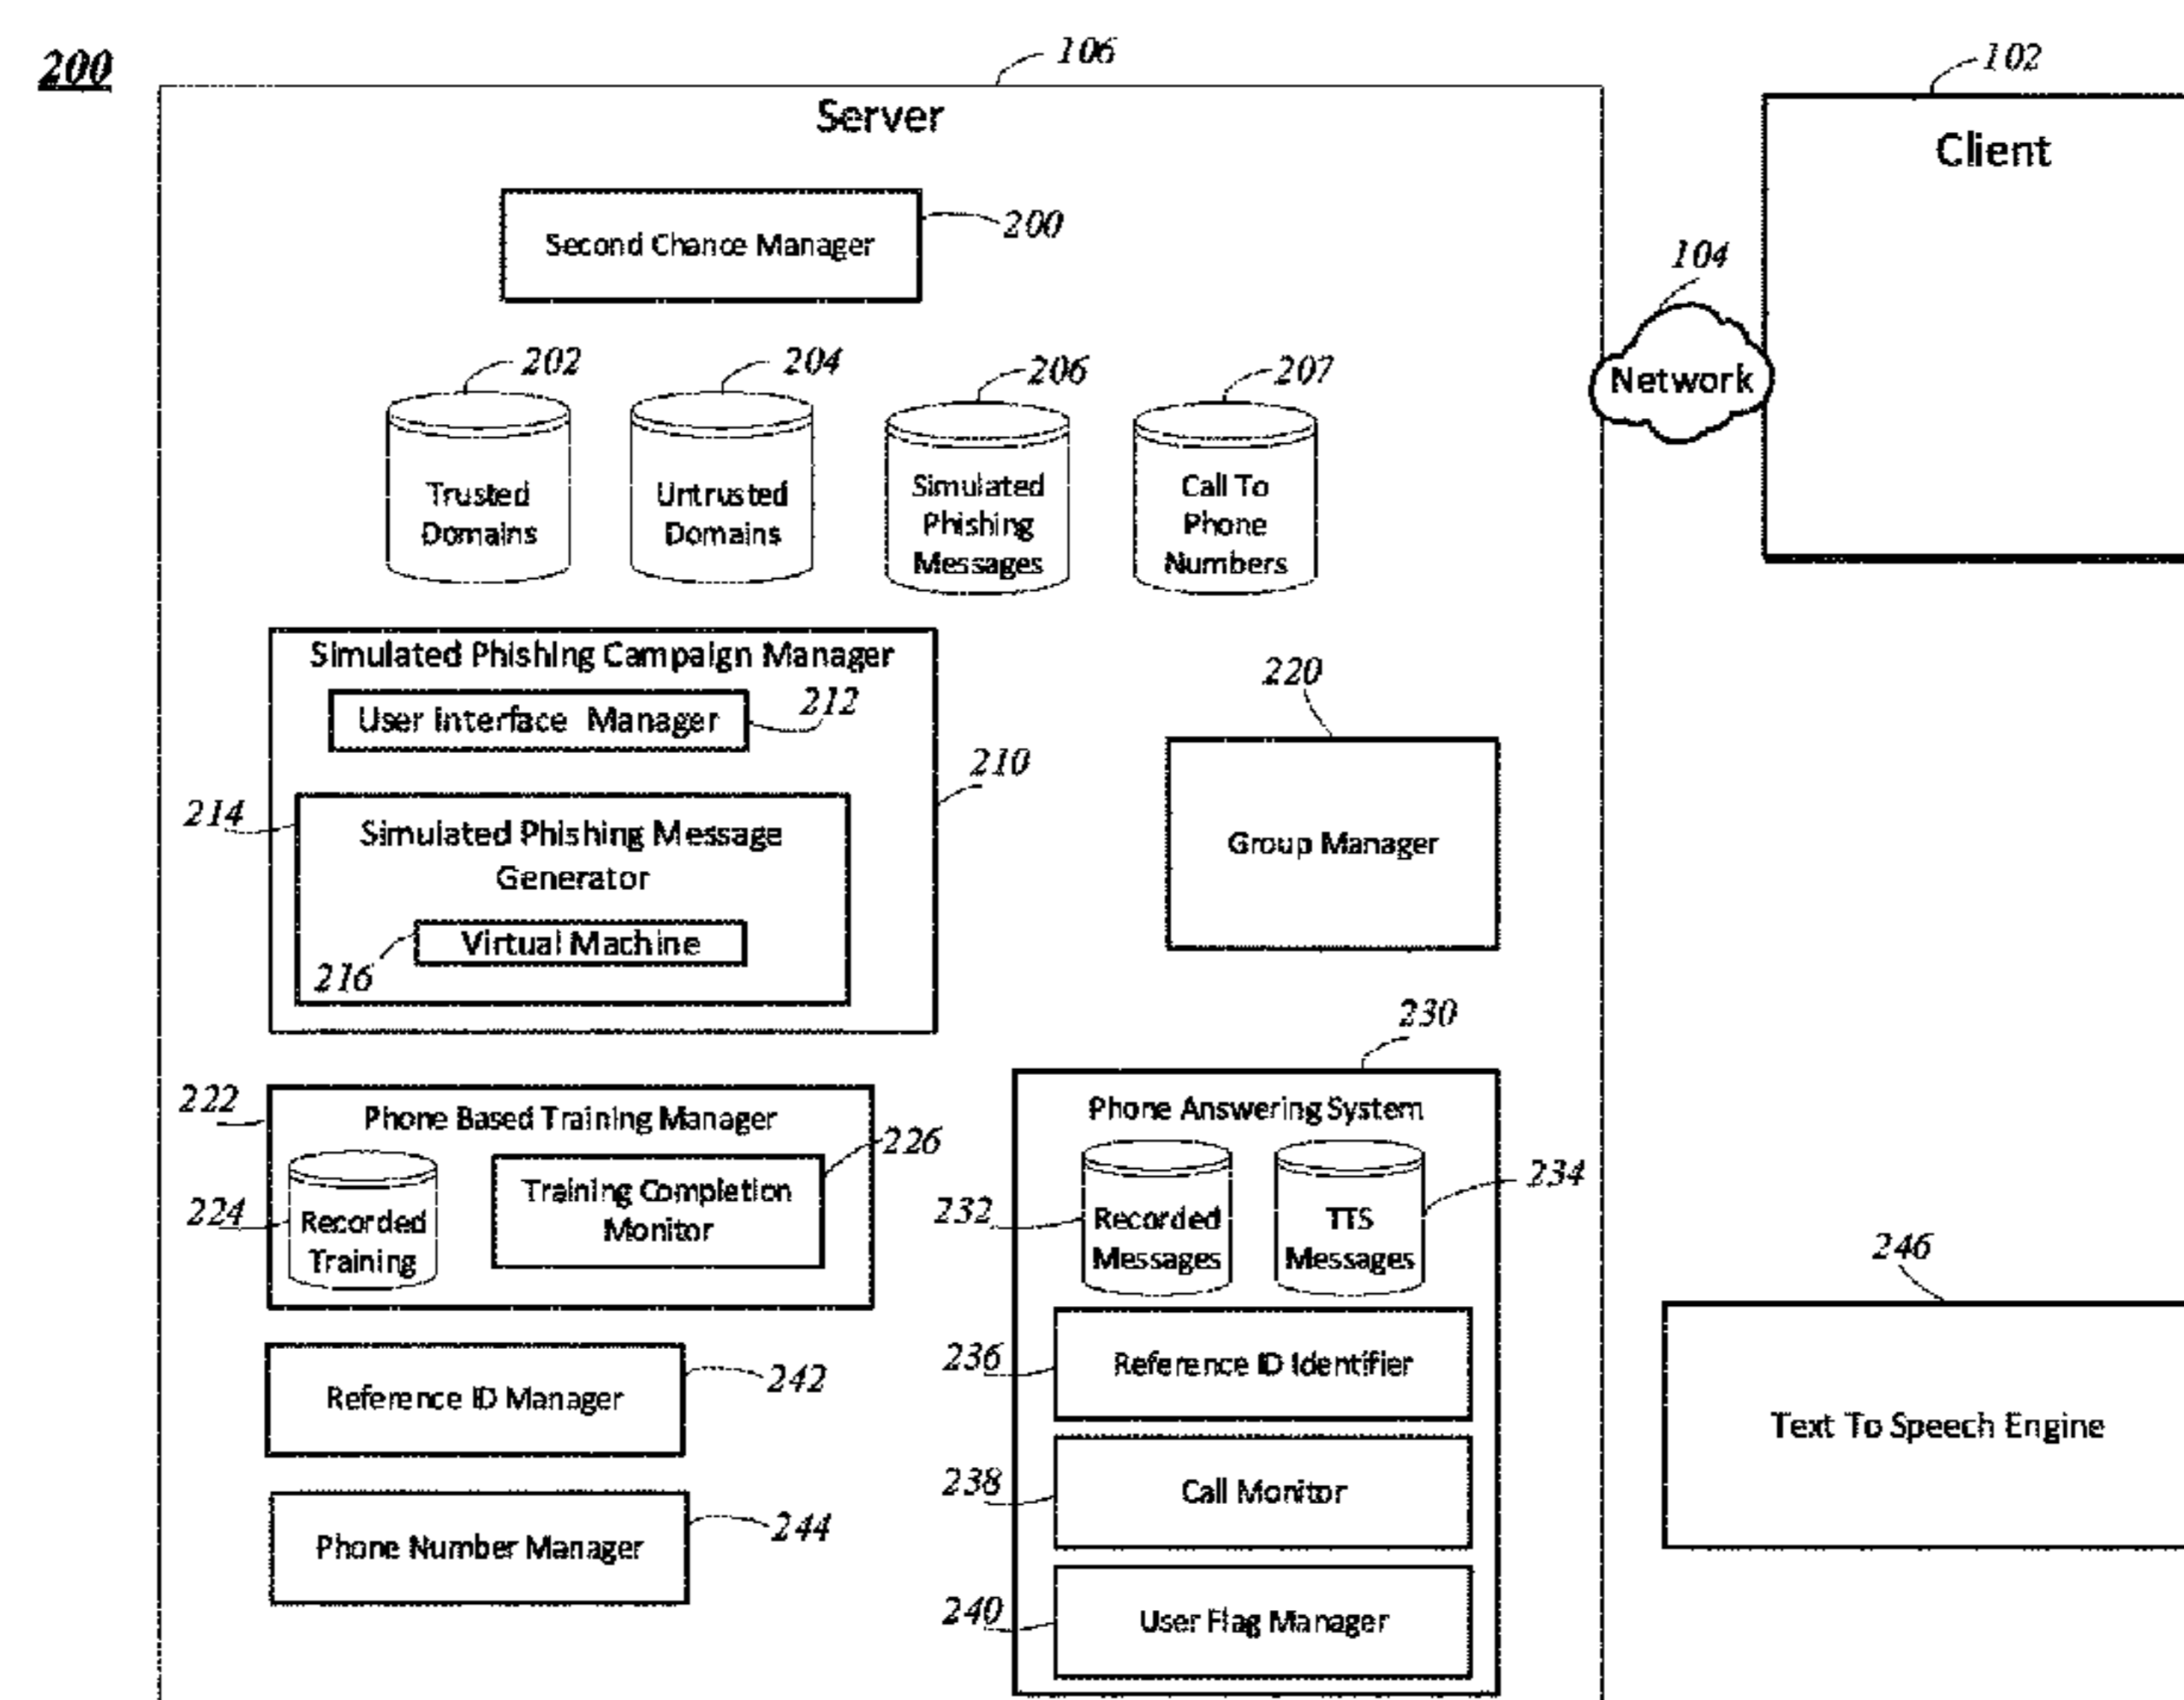 200
106
102
Server
Client
Second Chance Manager
200
104
Network
202
204
206
207
Trusted
Domains
Untrusted
Domains
Simulated
Phishing
Messages
Call To
Phone
Numbers
Simulated Phishing Campaign Manager
User Interface Manager
212
210
214
Simulated Phishing Message
Generator
Virtual Machine
216
220
Group Manager
222
Phone Based Training Manager
224
Recorded
Training
Training Completion
Monitor
226
230
Phone Answering System
232
Recorded
Messages
TTS
Messages
234
236
Reference ID Identifier
238
Call Monitor
240
User Flag Manager
Reference ID Manager
242
Phone Number Manager
244
246
Text To Speech Engine